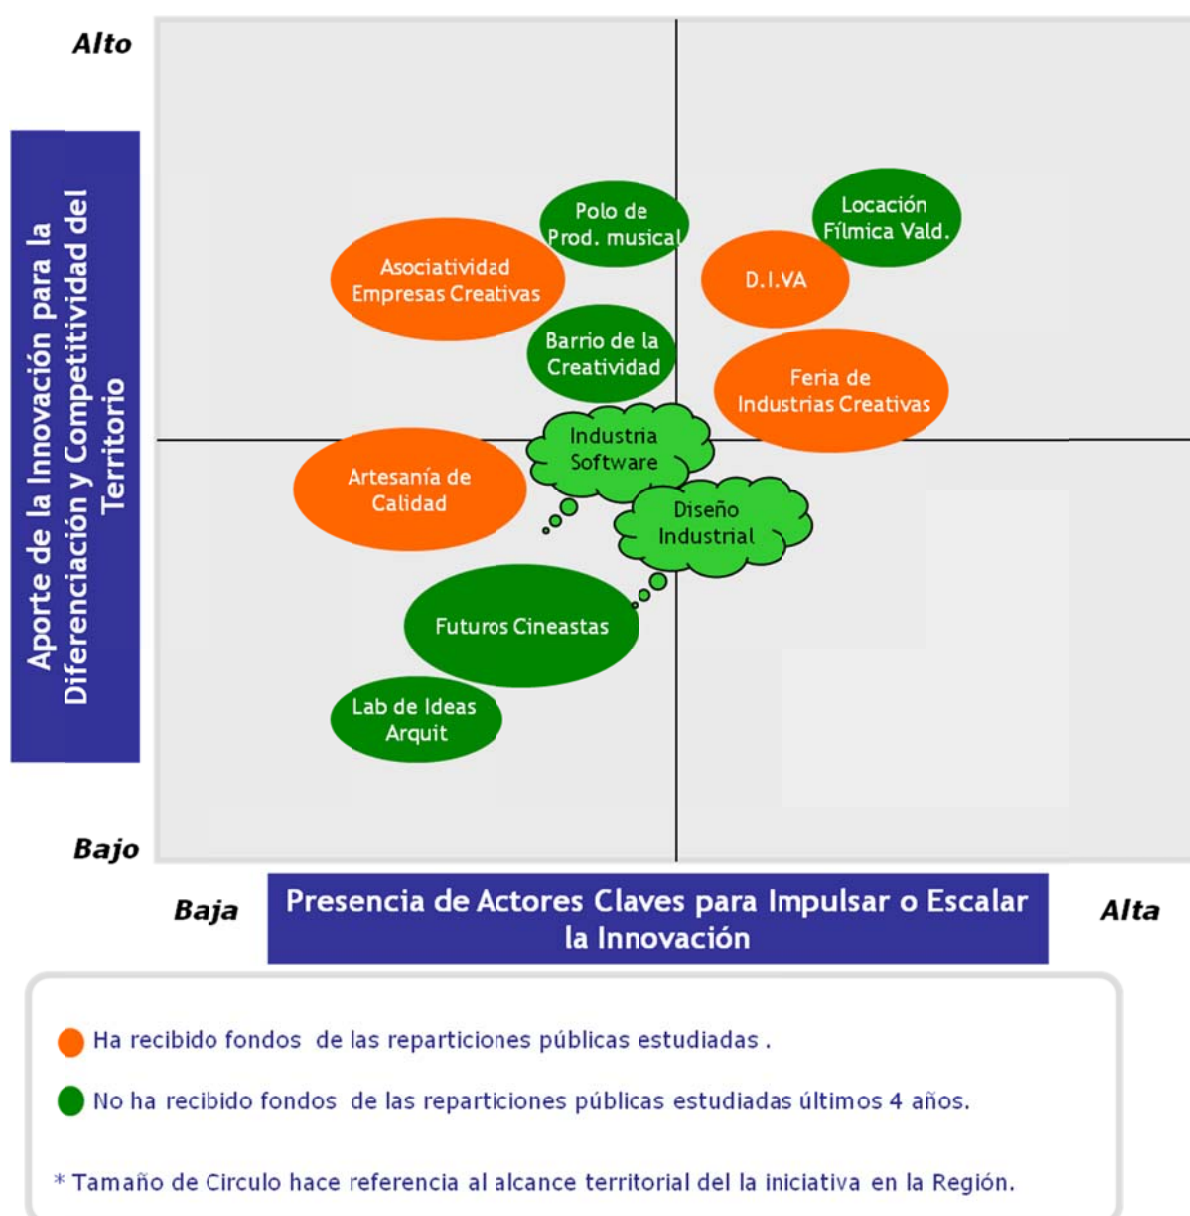 Alto
Aporte de la Innovación para la
Diferenciación y Competitividad del
Territorio
Polo de
Prod. musical
Locación
Fílmica Vald.
Asociatividad
Empresas Creativas
D.I.VA
Barrio de la
Creatividad
Feria de
Industrias Creativas
Industria
Software
Artesanía de
Calidad
Diseño
Industrial
Futuros Cineastas
Lab de Ideas
Arquit
Bajo
Baja
Presencia de Actores Claves para Impulsar o Escalar
la Innovación
Alta
Ha recibido fondos de las reparticiones públicas estudiadas .
No ha recibido fondos de las reparticiones públicas estudiadas últimos 4 años.
* Tamaño de Circulo hace referencia al alcance territorial del la iniciativa en la Región.